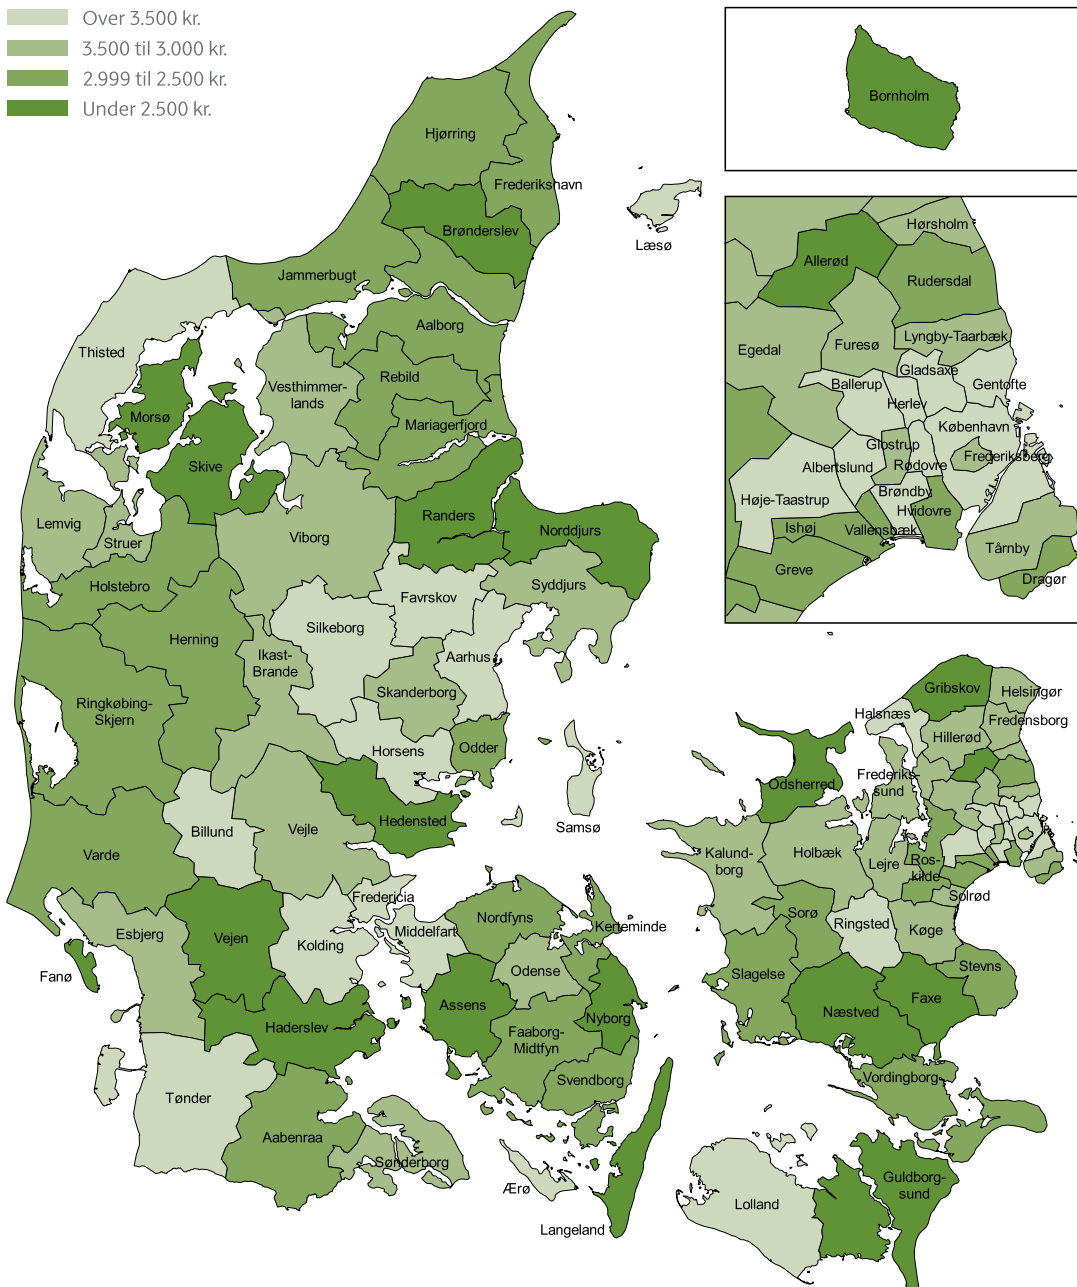 Over 3.500 kr.
3.500 til 3.000 kr.
2.999 til 2.500 kr.
Under 2.500 kr.
Hjørring
Frederikshavn
Brønderslev
Læsø
Jammerbugt
Aalborg
Thisted
Rebild
Vesthimmer-
lands
Morsø
Mariagerfjord
Skive
Lemvig
Struer
Viborg
Randers
Norddjurs
Holstebro
Favrskov
Syddjurs
Silkeborg
Herning
Ikast-
Brande
Aarhus
Skanderborg
Ringkøbing-
Skjern
Horsens
Odder
Samsø
Billund
Vejle
Hedensted
Varde
Fredericia
Esbjerg
Vejen
Kolding
Middelfart
Nordfyns
Kerteminde
Fanø
Odense
Assens
Nyborg
Haderslev
Faaborg-
Midtfyn
Svendborg
Tønder
Aabenraa
Sønderborg
Ærø
Langeland
Bornholm
Hørsholm
Allerød
Rudersdal
Egedal
Furesø
Lyngby-Taarbæk
Gladsaxe
Ballerup
Gentofte
Herlev
København
Glostrup
Frederiksberg
Albertslund
Rødovre
Høje-Taastrup
Brøndby
Hvidovre
Ishøj
Vallensbæk
Tårnby
Greve
Dragør
Gribskov
Helsingør
Halsnæs
Fredensborg
Hillerød
Odsherred
Frederiks-
sund
Kalund-
borg
Holbæk
Lejre
Ros-
kilde
Solrød
Sorø
Ringsted
Køge
Slagelse
Stevns
Næstved
Faxe
Vordingborg
Guldborg-
sund
Lolland